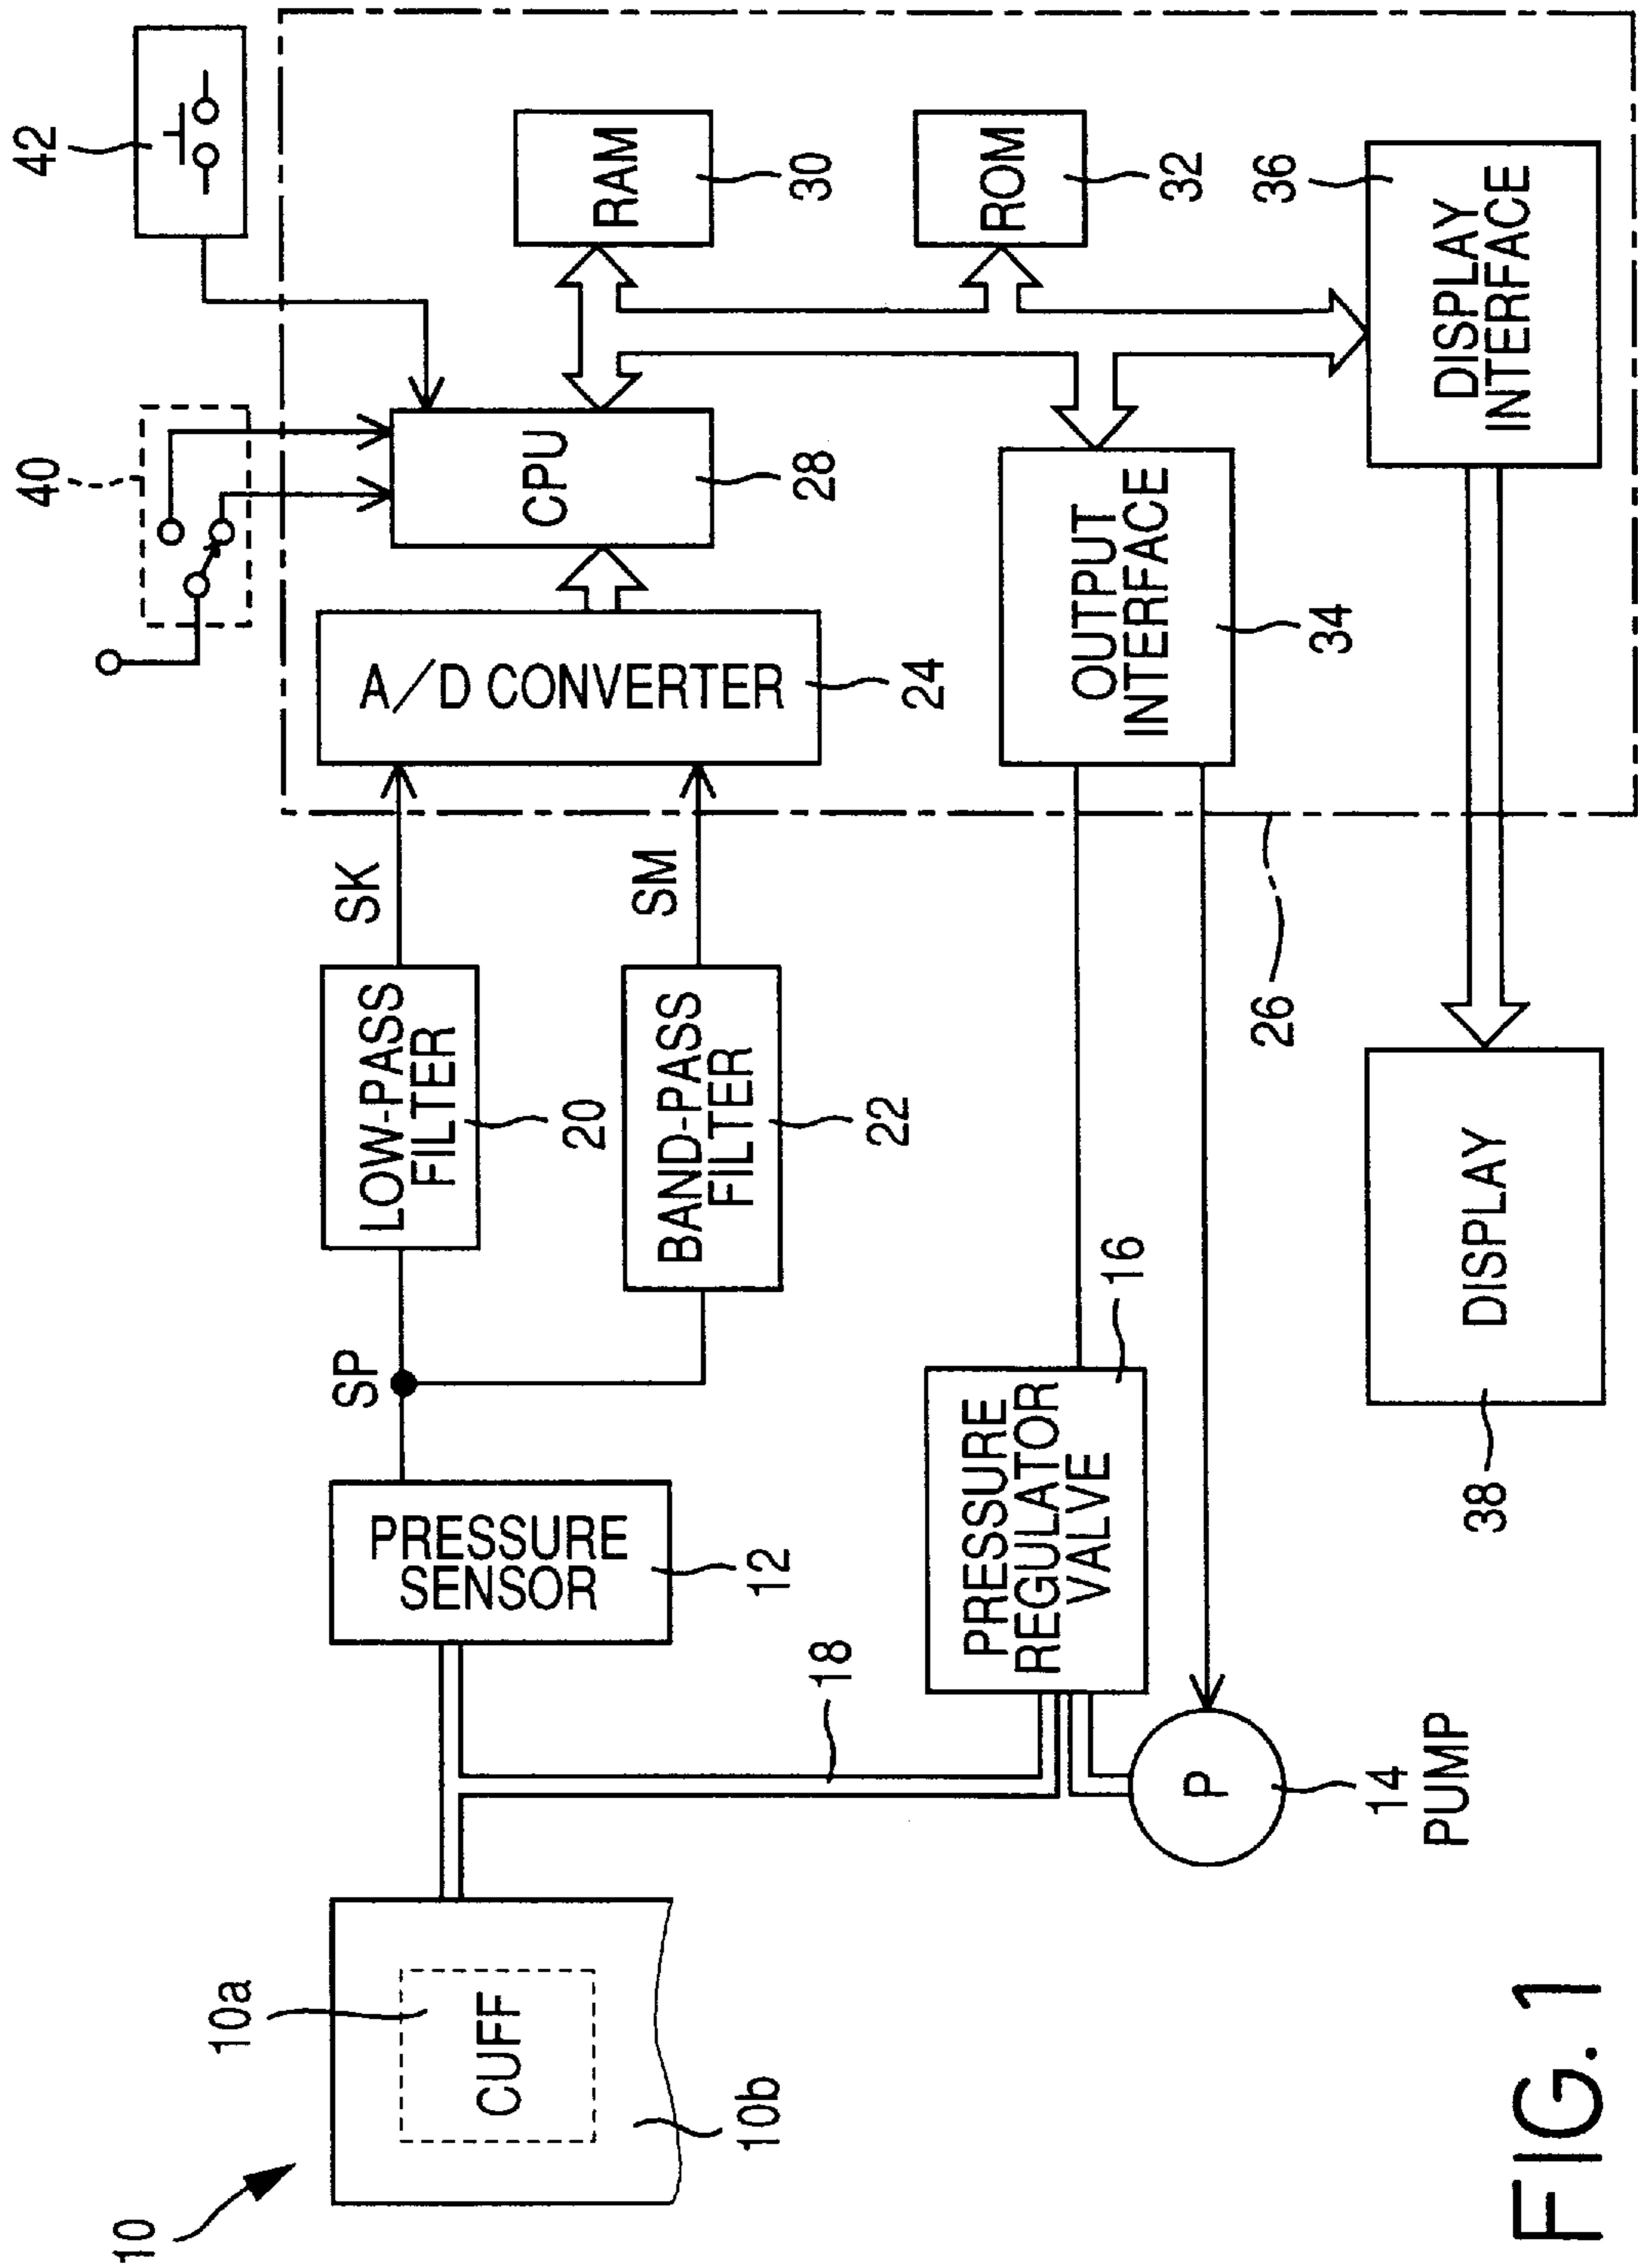 10
10a
CUFF
10b
PRESSURE
SENSOR
12
18
SP
LOW-PASS
FILTER
20
BAND-PASS
FILTER
22
SK
SM
A/D CONVERTER
24
40
42
CPU
28
RAM
30
ROM
32
OUTPUT
INTERFACE
34
DISPLAY
INTERFACE
36
26
PRESSURE
REGULATOR
VALVE
16
P
14
PUMP
DISPLAY
38
FIG. 1